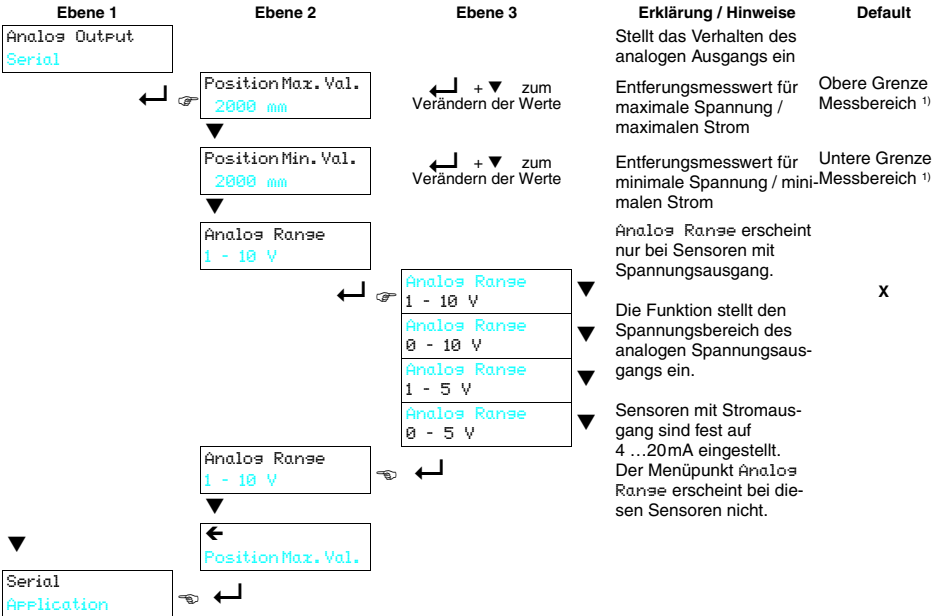 Ebene 1 Ebene 2 Ebene 3 Erklärung / Hinweise Default
Analog Output
Serial
Stellt das Verhalten des
analogen Ausgangs ein
Position Max. Val.
2000 mm
+ ▼ zum
Verändern der Werte
Entferungsmesswert für
maximale Spannung /
maximalen Strom
Obere Grenze
Messbereich 1)
▼
Position Min. Val.
2000 mm
+ ▼ zum
Verändern der Werte
Entferungsmesswert für
minimale Spannung / mini-
malen Strom
Untere Grenze
Messbereich 1)
▼
Analog Range
1 - 10 V
Analog Range erscheint
nur bei Sensoren mit
Spannungsausgang.
Analog Range
1 - 10 V
▼
X
Analog Range
0 - 10 V
▼
Analog Range
1 - 5 V
▼
Analog Range
0 - 5 V
▼
Die Funktion stellt den
Spannungsbereich des
analogen Spannungsaus-
gangs ein.
Sensoren mit Stromaus-
gang sind fest auf
4 …20mA eingestellt.
Der Menüpunkt Analog
Range erscheint bei die-
sen Sensoren nicht.
Analog Range
1 - 10 V
▼
←
Position Max. Val.
▼
Serial
Application